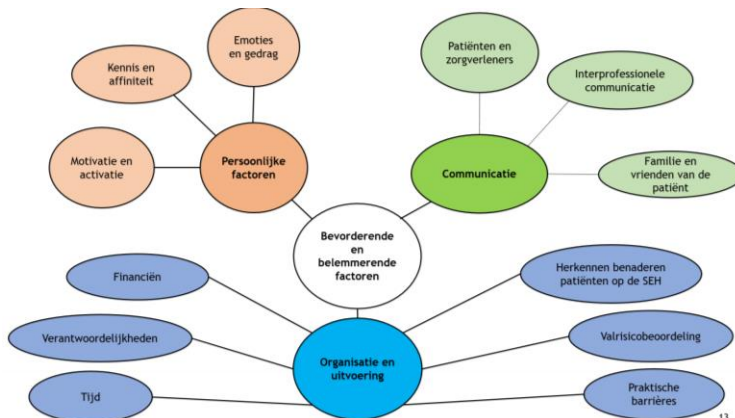 Emoties
en gedrag
Kennis en
affiniteit
Motivatie en
activatie
Persoonlijke
factoren
Patiënten en
zorgverleners
Interprofessionele
communicatie
Familie en
vrienden van de
patiënt
Communicatie
Bevorderende
en
belemmerende
factoren
Financiën
Verantwoordelijkheden
Tijd
Organisatie en
uitvoering
Herkennen benaderen
patiënten op de SEH
Valrisicobeoordeling
Praktische
barrières
13